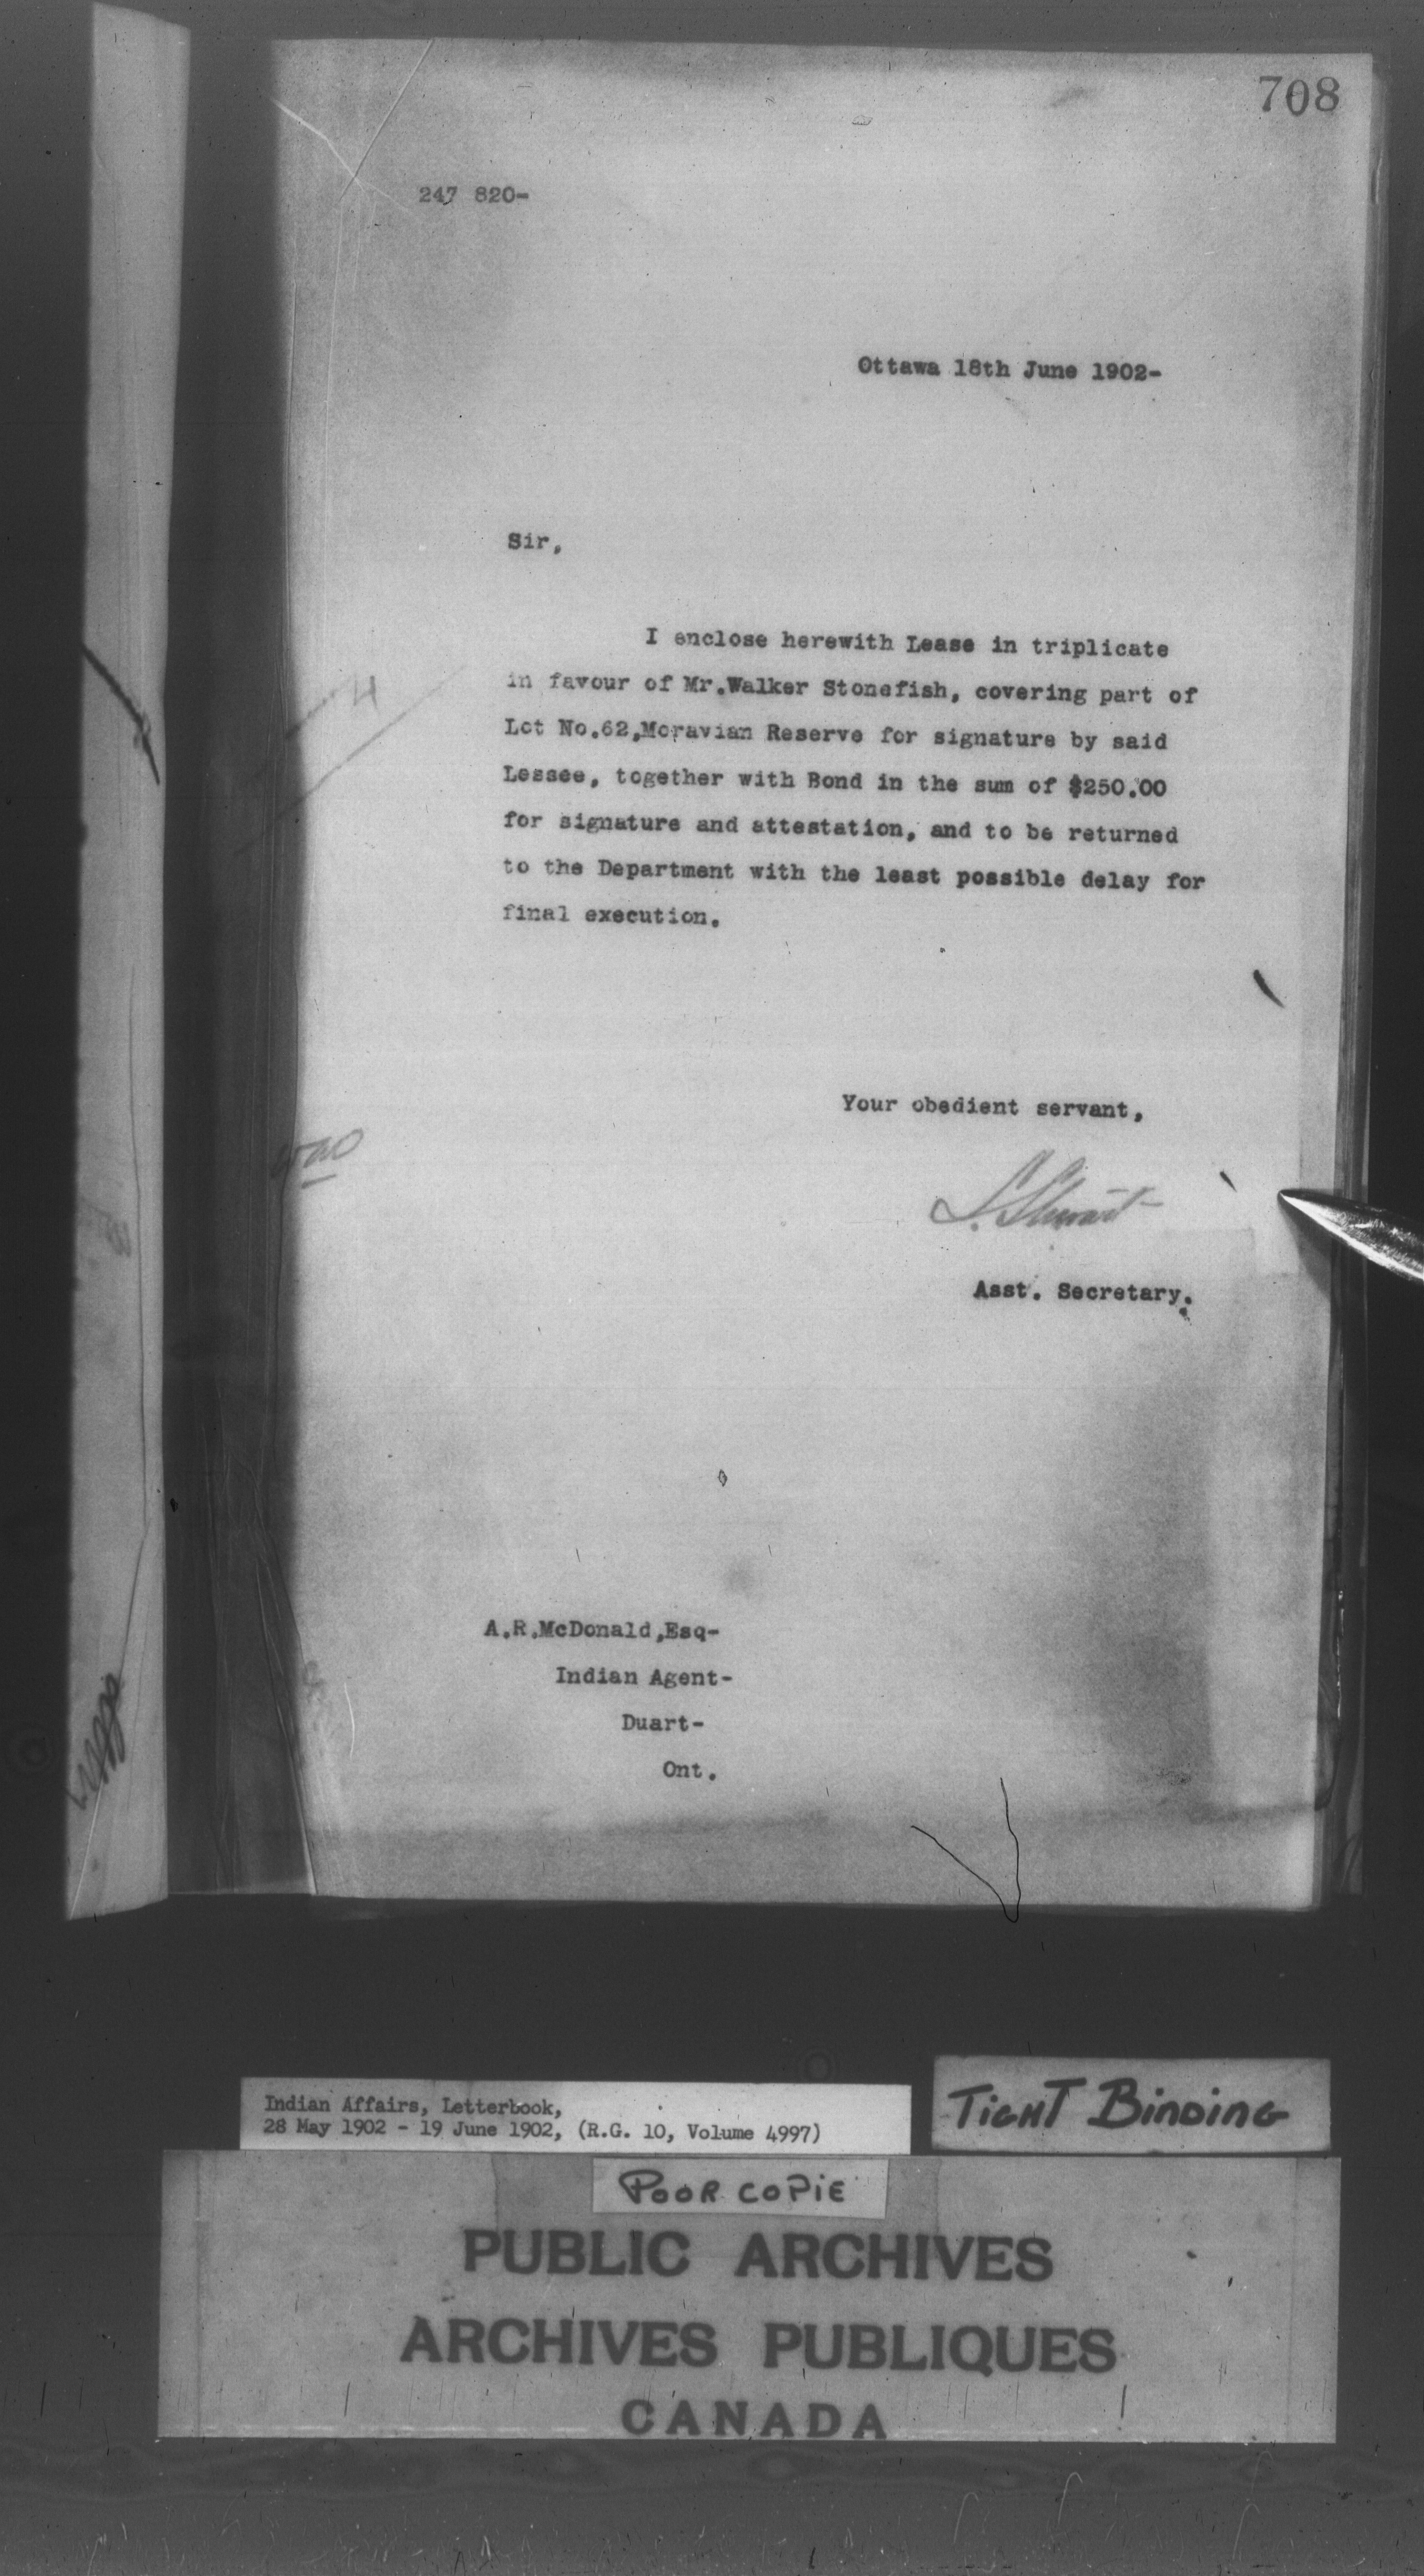 708
247 820-
Ottawa 18th June 1902-
Sir,
I enclose herewith Lease in triplicate
in favour of Mr.Walker Stonefish, covering part of
Lot No.62,Moravian Reserve for signature by said
Lessee, together with Bond in the sum of $250.00
for signature and attestation, and to be returned
to the Department with the least possible delay for
final execution.
Your obedient servant,
S. Stewart
Asst. Secretary.
A.R.McDonald,Esq-
Indian Agent-
Duart-
Ont.
Indian Affairs, Letterbook,
28 May 1902 - 19 June 1902, (R.G. 10, Volume 4997)
TIGHT BINDING
POOR COPIE
PUBLIC ARCHIVES
ARCHIVES PUBLIQUES
CANADA